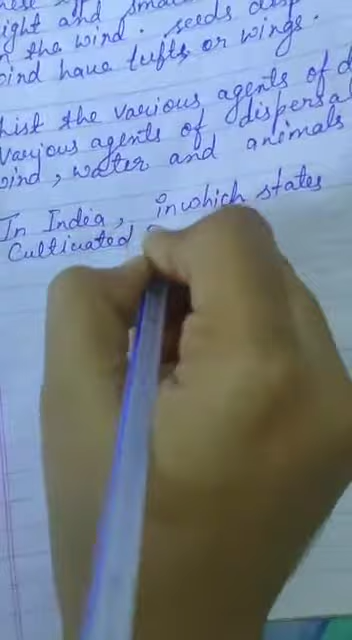 ight and small
n the wind. seeds disp
wind have tufts or wings.
List the various agents of d
Various agents of dispersal
wind, water and animals
In India, in which states
Cultivated